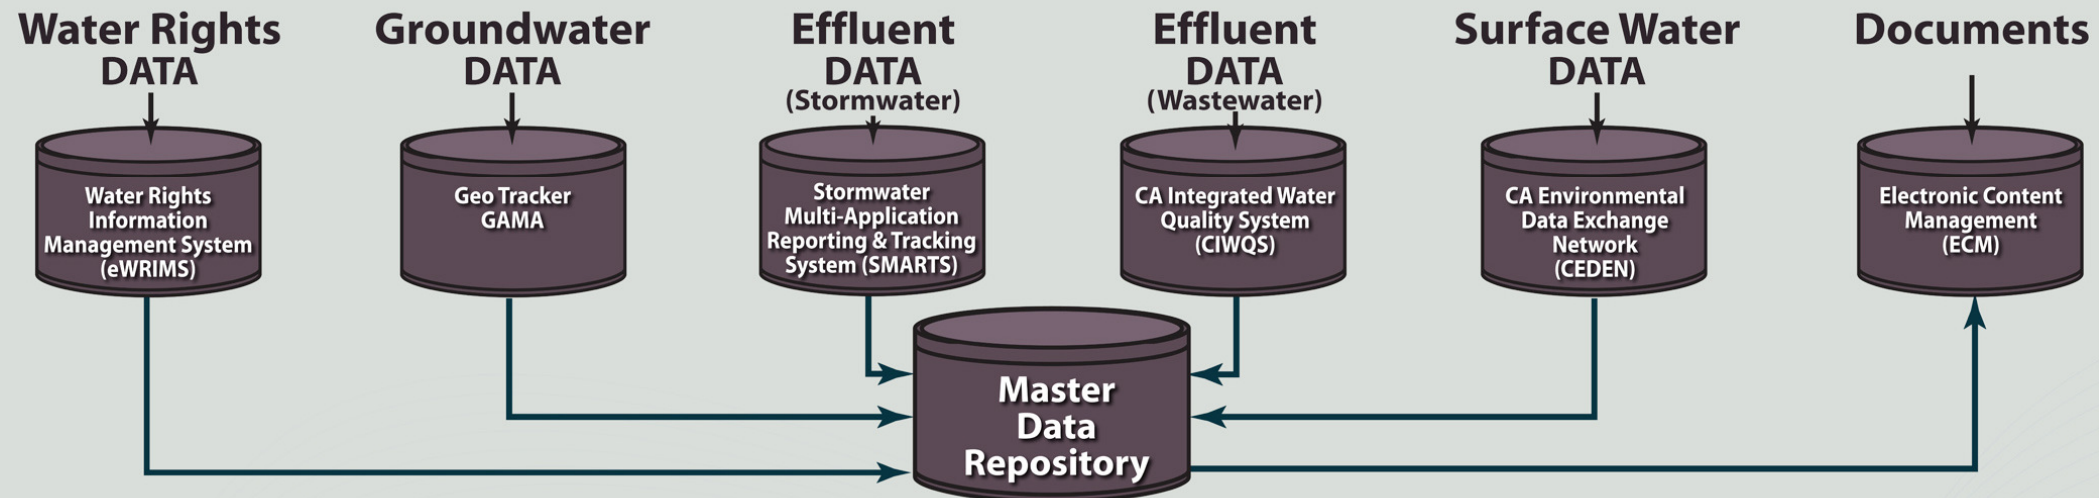 Water Rights
DATA
Groundwater
DATA
Effluent
DATA
(Stormwater)
Effluent
DATA
(Wastewater)
Surface Water
DATA
Documents
Water Rights
Information
Management System
(eWRIMS)
Geo Tracker
GAMA
Stormwater
Multi-Application
Reporting & Tracking
System (SMARTS)
CA Integrated Water
Quality System
(CIWQS)
CA Environmental
Data Exchange
Network
(CEDEN)
Electronic Content
Management
(ECM)
Master
Data
Repository